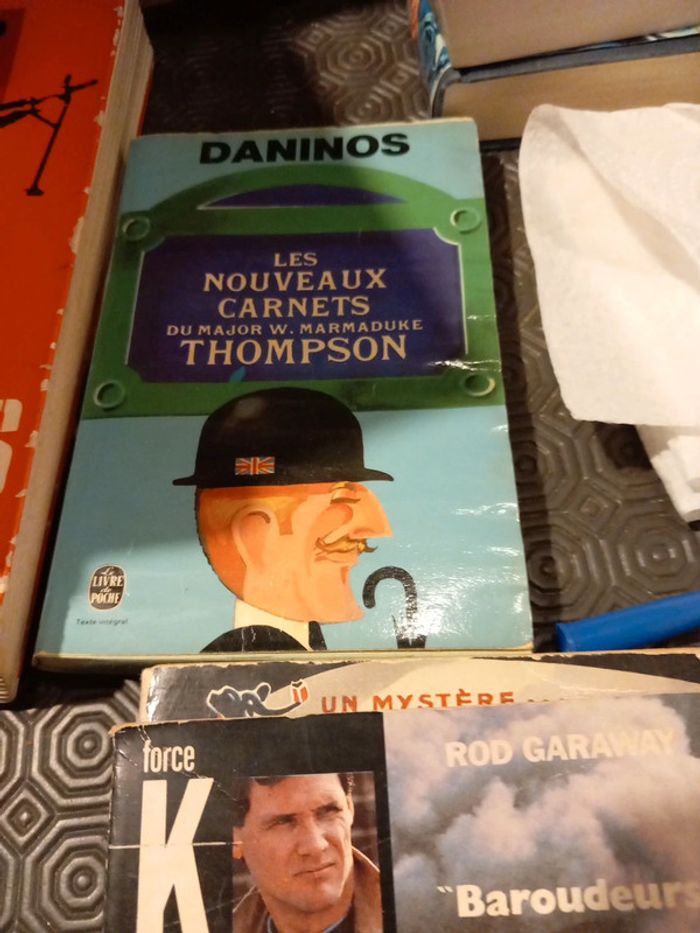 DANINOS
LES
NOUVEAUX
CARNETS
DU MAJOR W. MARMADUKE
THOMPSON
Le
LIVRE
de
POCHE
Texte intégral
S
UN MYSTÈRE
force
K
ROD GARAWAY
"Baroudeurs